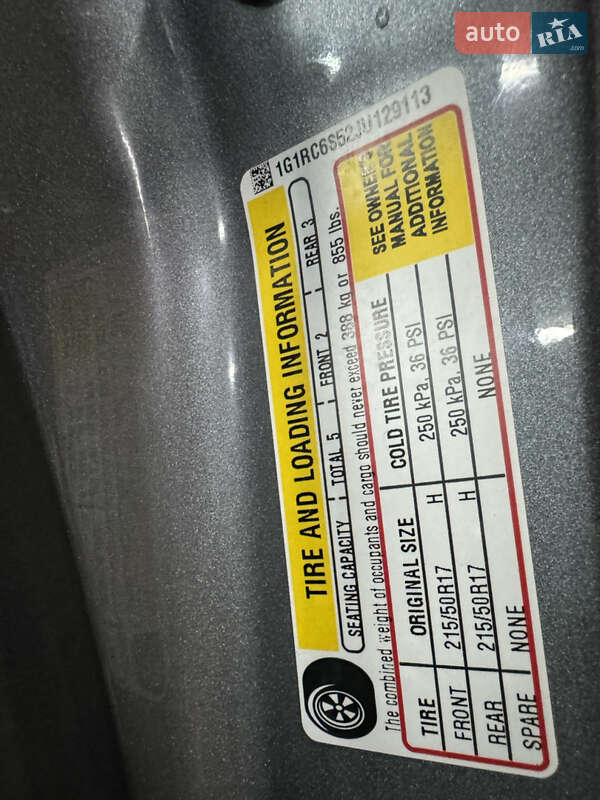 auto RIA .com
1G1RC6S52JU129113
TIRE AND LOADING INFORMATION
SEATING CAPACITY TOTAL 5 FRONT 2 REAR 3
The combined weight of occupants and cargo should never exceed 388 kg or 855 lbs.
TIRE ORIGINAL SIZE COLD TIRE PRESSURE
FRONT 215/50R17 H 250 kPa, 36 PSI
REAR 215/50R17 H 250 kPa, 36 PSI
SPARE NONE NONE
SEE OWNER'S
MANUAL FOR
ADDITIONAL
INFORMATION